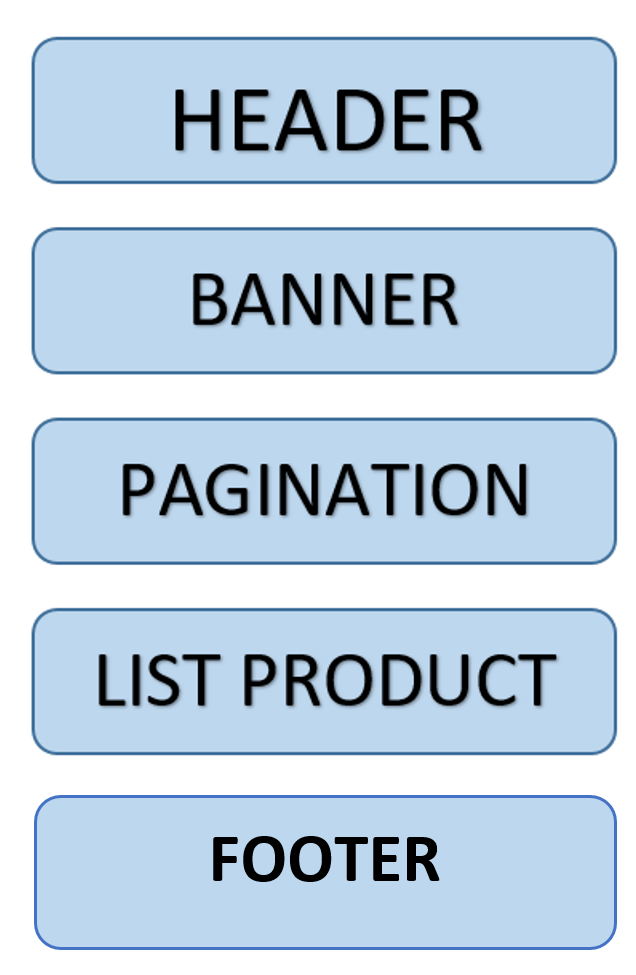 HEADER
BANNER
PAGINATION
LIST PRODUCT
FOOTER